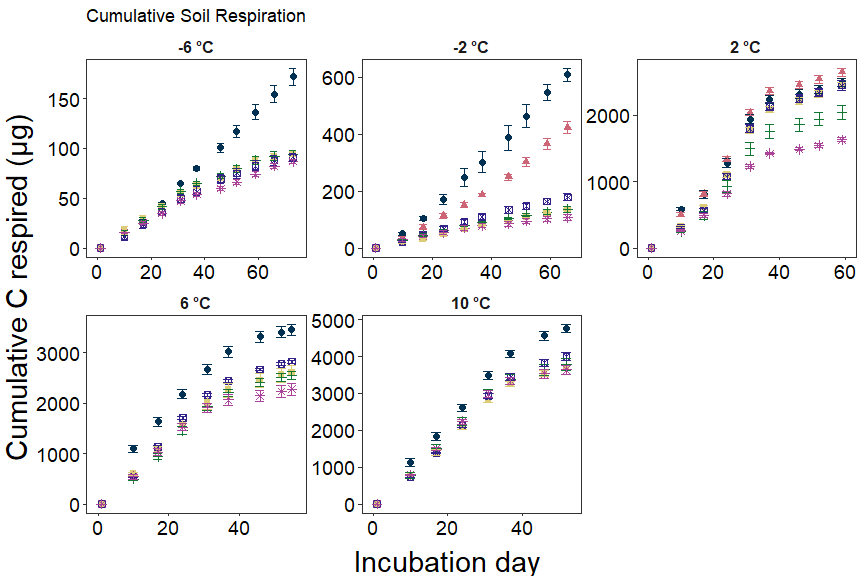 Cumulative Soil Respiration
-6 °C
-2 °C
2 °C
150
100
50
0
0 20 40 60
600
400
200
0
0 20 40 60
2000
1000
0
0 20 40 60
Cumulative C respired (µg)
6 °C
10 °C
3000
2000
1000
0
0 20 40
5000
4000
3000
2000
1000
0
0 20 40
Incubation day